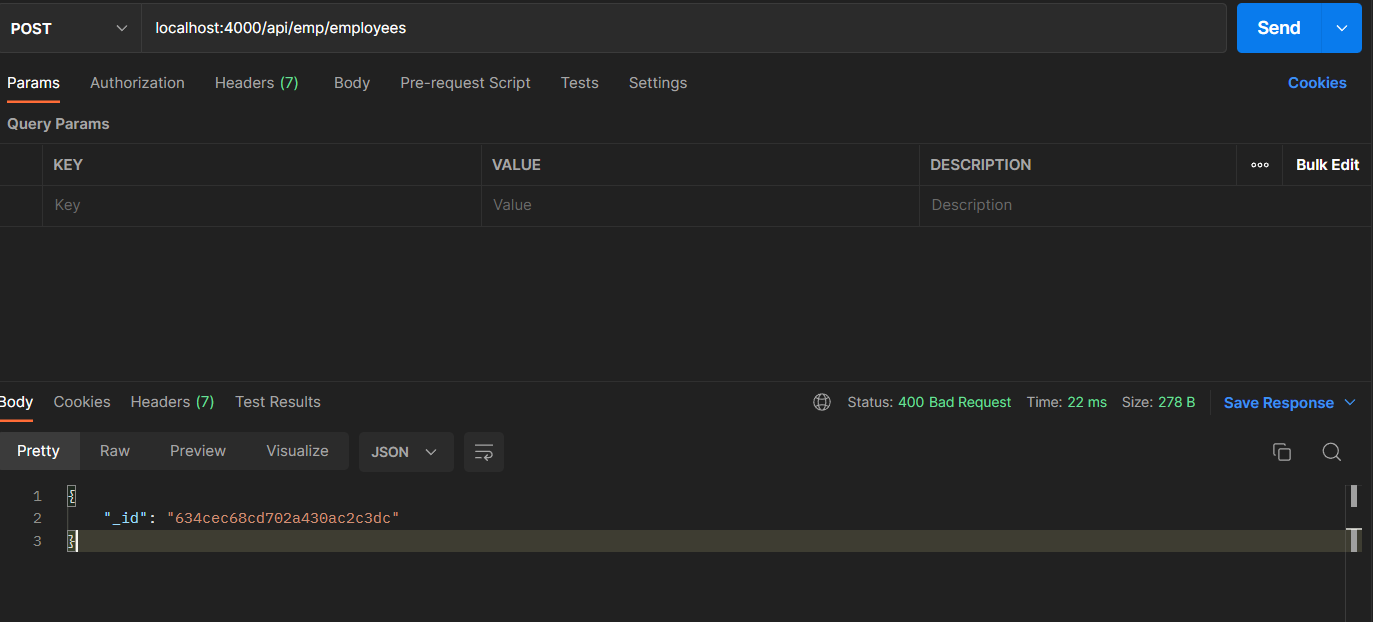 POST localhost:4000/api/emp/employees Send
Params Authorization Headers (7) Body Pre-request Script Tests Settings Cookies
Query Params
KEY VALUE DESCRIPTION Bulk Edit
Key Value Description
Body Cookies Headers (7) Test Results Status: 400 Bad Request Time: 22 ms Size: 278 B Save Response
Pretty Raw Preview Visualize JSON
1 {
2 "_id": "634cec68cd702a430ac2c3dc"
3 }